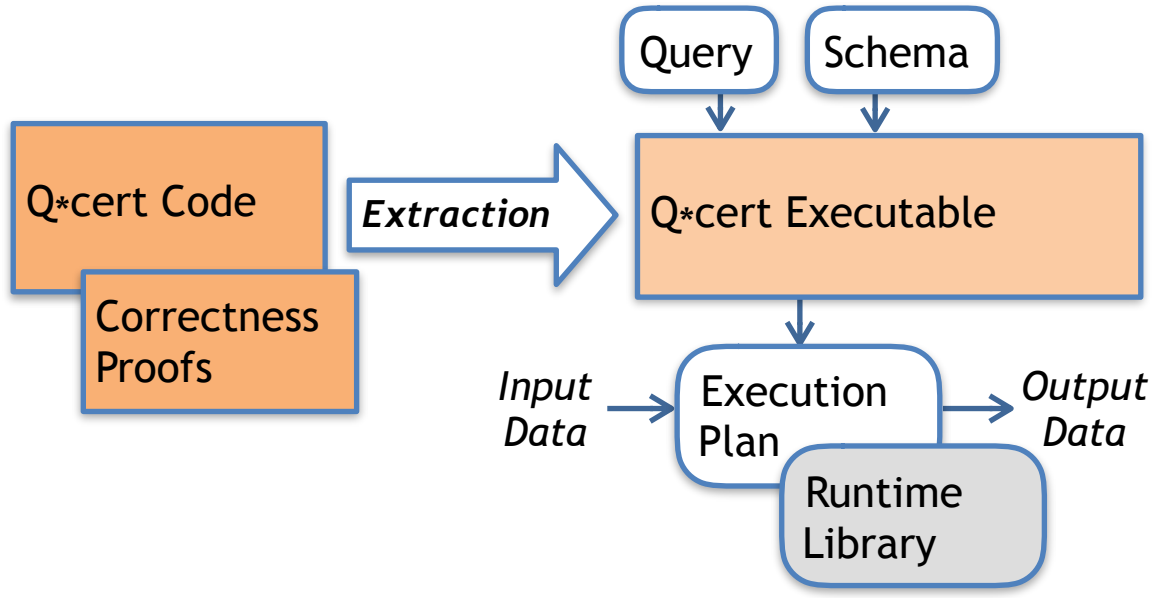 Query
Schema
Q*cert Code
Extraction
Q*cert Executable
Correctness
Proofs
Input
Data
Execution
Plan
Output
Data
Runtime
Library